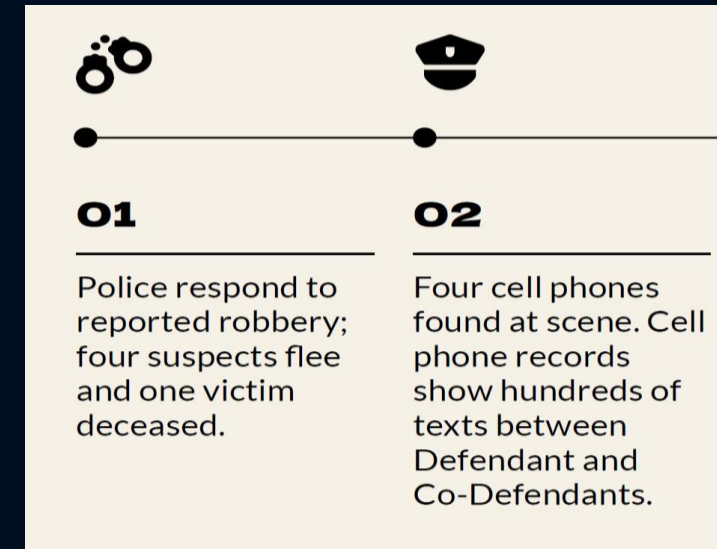 01
Police respond to
reported robbery;
four suspects flee
and one victim
deceased.
02
Four cell phones
found at scene. Cell
phone records
show hundreds of
texts between
Defendant and
Co-Defendants.